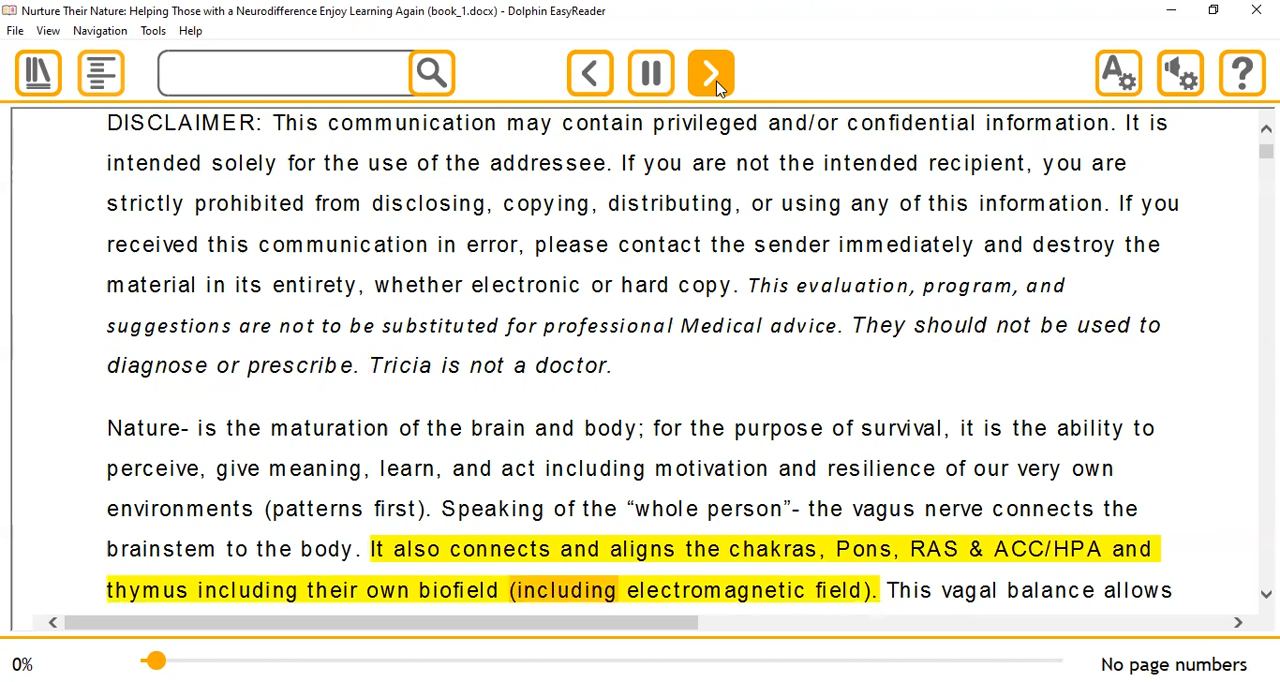 Nurture Their Nature: Helping Those with a Neurodifference Enjoy Learning Again (book_1.docx) - Dolphin EasyReader
File View Navigation Tools Help
DISCLAIMER: This communication may contain privileged and/or confidential information. It is
intended solely for the use of the addressee. If you are not the intended recipient, you are
strictly prohibited from disclosing, copying, distributing, or using any of this information. If you
received this communication in error, please contact the sender immediately and destroy the
material in its entirety, whether electronic or hard copy. This evaluation, program, and
suggestions are not to be substituted for professional Medical advice. They should not be used to
diagnose or prescribe. Tricia is not a doctor.
Nature- is the maturation of the brain and body; for the purpose of survival, it is the ability to
perceive, give meaning, learn, and act including motivation and resilience of our very own
environments (patterns first). Speaking of the “whole person”- the vagus nerve connects the
brainstem to the body. It also connects and aligns the chakras, Pons, RAS & ACC/HPA and
thymus including their own biofield (including electromagnetic field). This vagal balance allows
0%
No page numbers